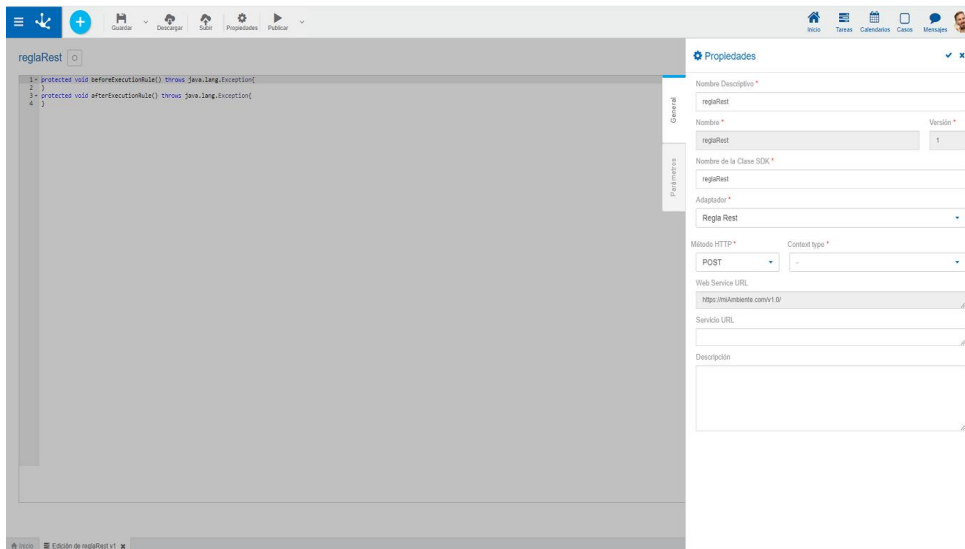 Guardar
Descargar
Subir
Propiedades
Publicar
Inicio
Tareas
Calendarios
Casos
Mensajes
reglaRest
1 protected void beforeExecutionRule() throws java.lang.Exception{
2 }
3 protected void afterExecutionRule() throws java.lang.Exception{
4 }
General
Parámetros
Propiedades
Nombre Descriptivo *
reglaRest
Nombre * Versión *
reglaRest 1
Nombre de la Clase SDK *
reglaRest
Adaptador *
Regla Rest
Método HTTP * Context type *
POST -
Web Service URL
https://miAmbiente.com/v1.0/
Servicio URL
Descripción
Inicio
Edición de reglaRest v1